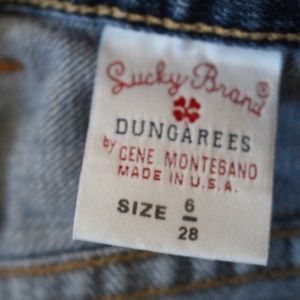 Lucky Brand
DUNGAREES
by GENE MONTESANO
MADE IN U.S.A.
SIZE 6
28